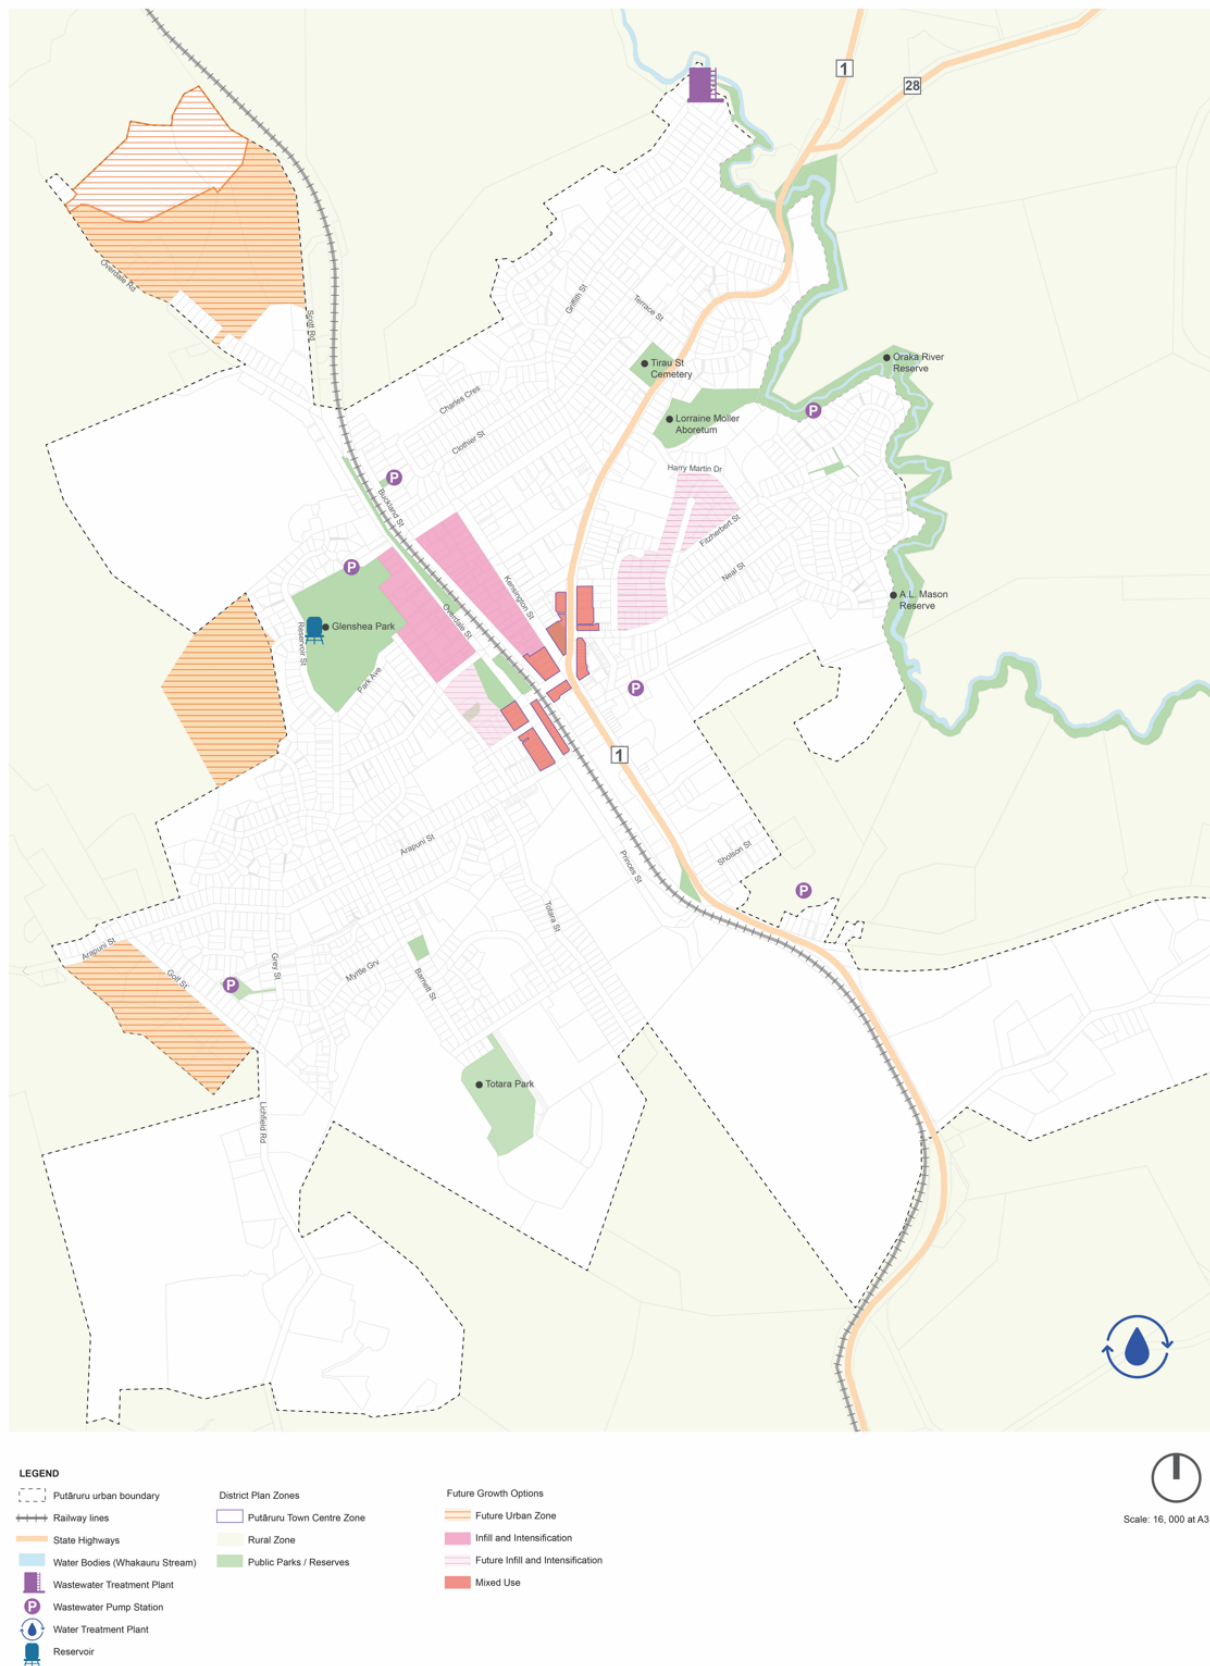 1
28
Overdale Rd
Scott Rd
Griffith St
Terrace St
Tirau St
Cemetery
Oraka River
Reserve
Charles Cres
Lorraine Moller
Aboretum
P
Clothier St
Harry Martin Dr
P
Buckland St
Fitzherbert St
P
Neal St
Kensington St
A.L. Mason
Reserve
Overdale St
Glenshea Park
Reservoir St
Park Ave
P
1
Arapuni St
Sholson St
Princes St
P
Totara St
Arapuni St
Golf St
Grey St
Myrtle Grv
Barnett St
P
Totara Park
Lichfield Rd
LEGEND
Putāruru urban boundary
Railway lines
State Highways
Water Bodies (Whakauru Stream)
Wastewater Treatment Plant
P Wastewater Pump Station
Water Treatment Plant
Reservoir
District Plan Zones
Putāruru Town Centre Zone
Rural Zone
Public Parks / Reserves
Future Growth Options
Future Urban Zone
Infill and Intensification
Future Infill and Intensification
Mixed Use
Scale: 16, 000 at A3